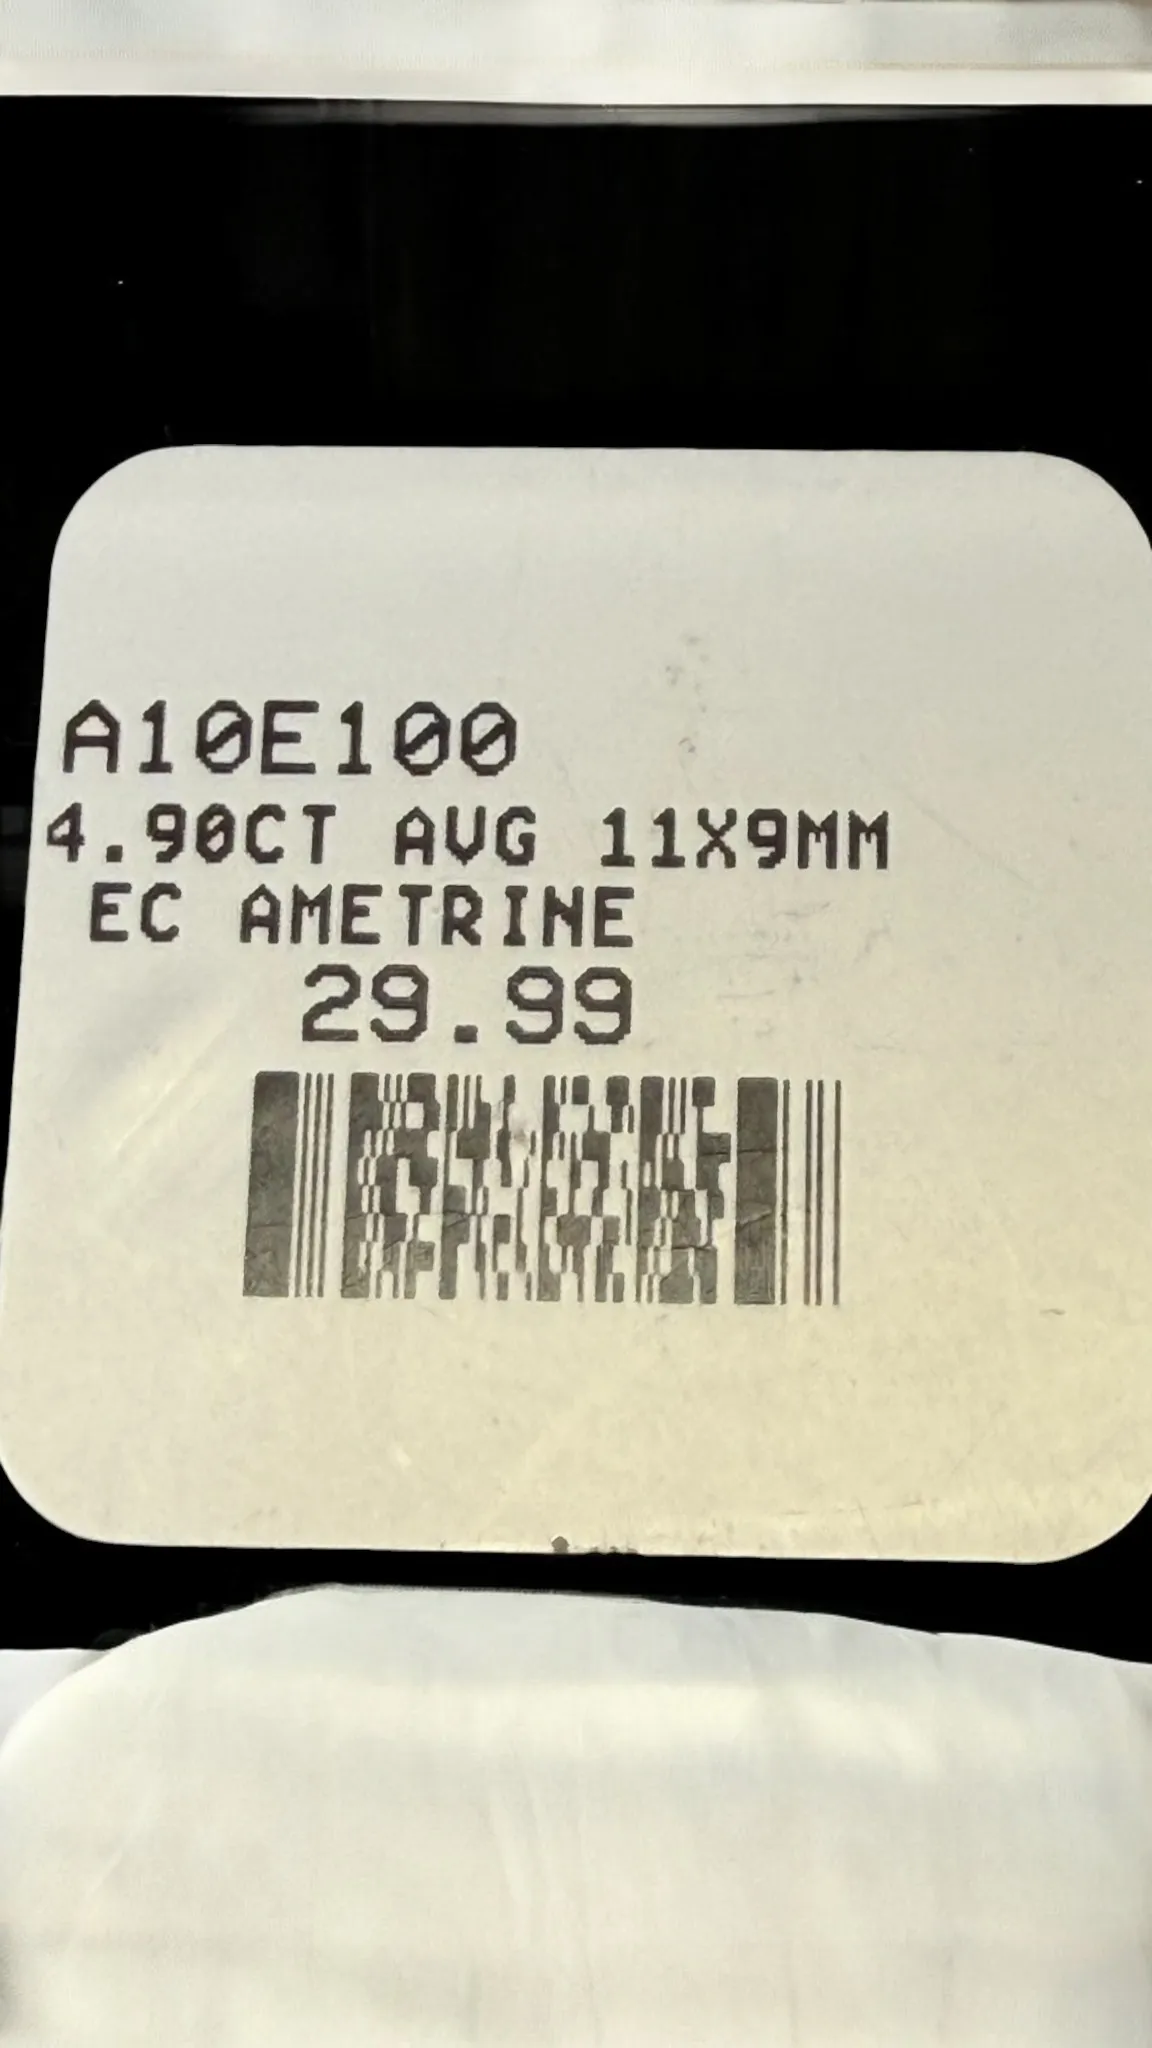 A10E100
4.90CT AVG 11X9MM
EC AMETRINE
29.99